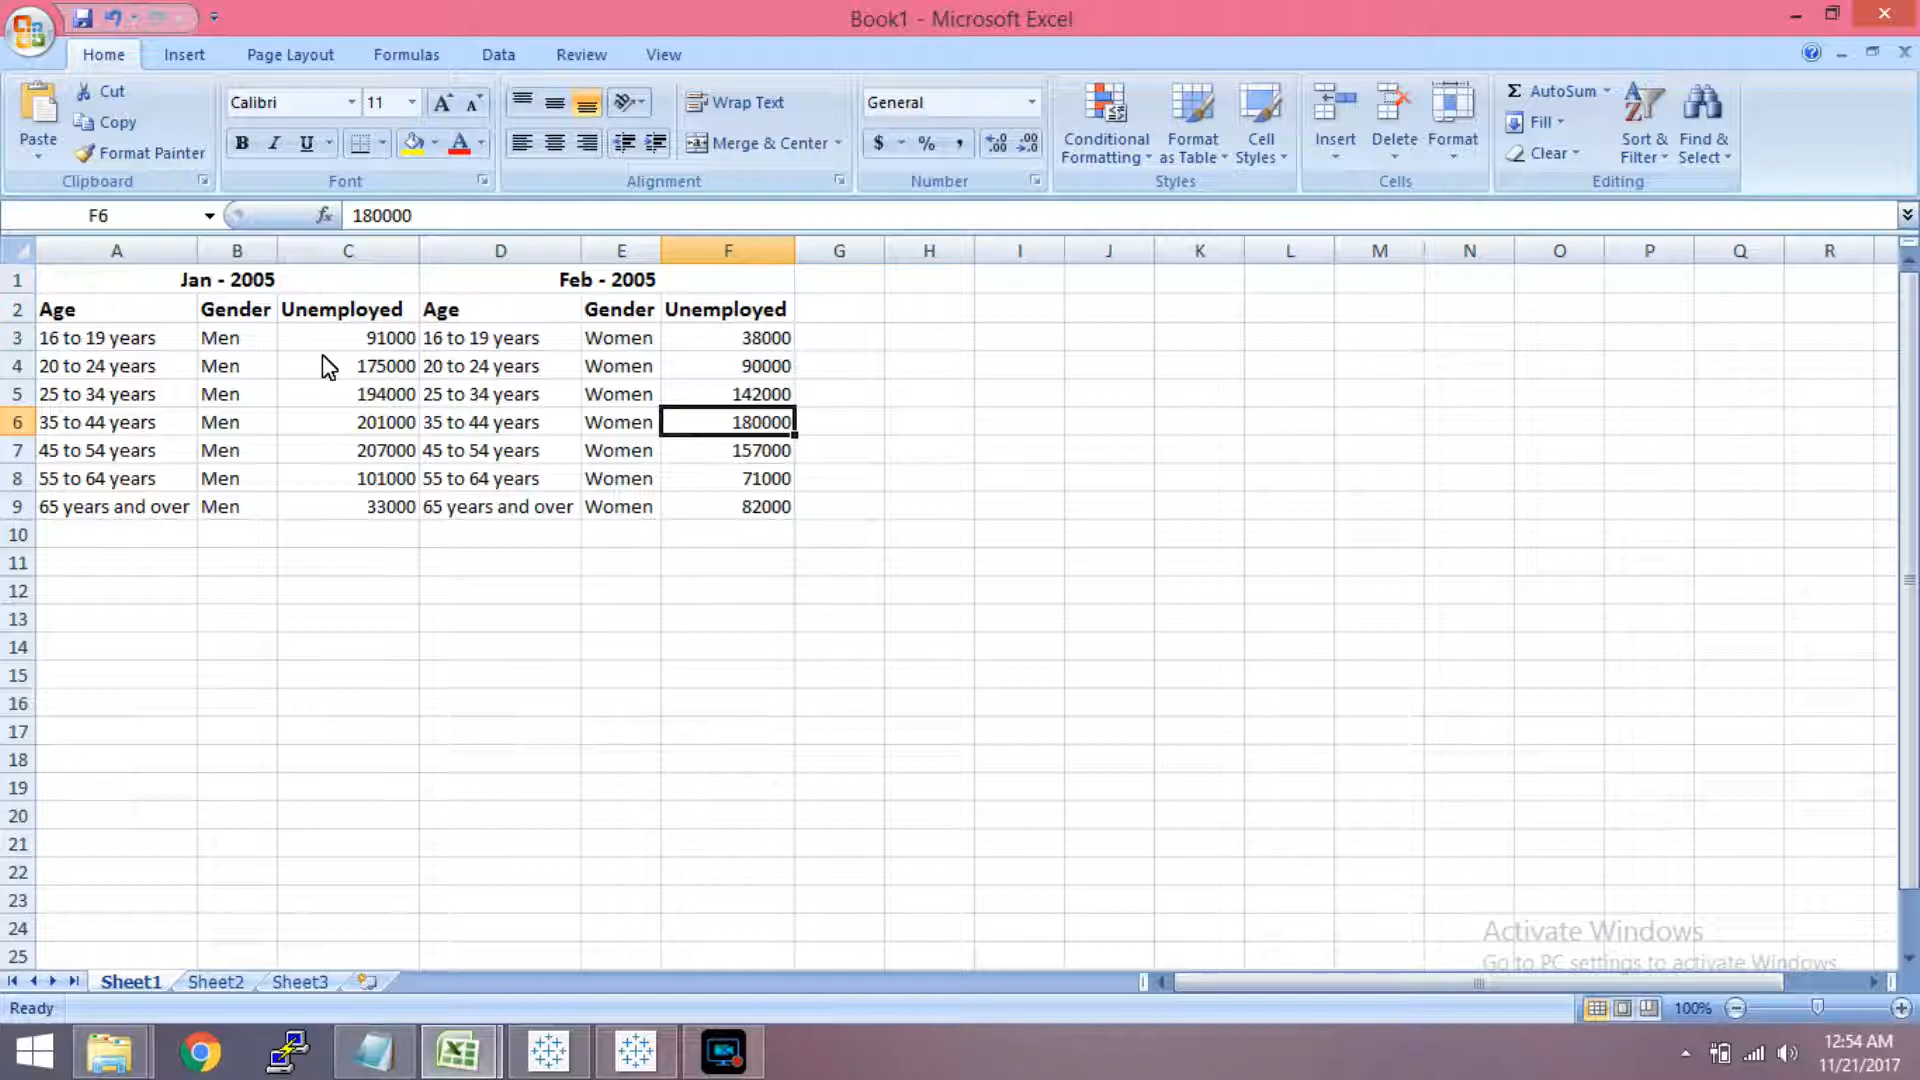 Book1 - Microsoft Excel
Home Insert Page Layout Formulas Data Review View
Paste
Cut
Copy
Format Painter
Clipboard
Calibri 11
B I U
Font
Wrap Text
Merge & Center
Alignment
General
$ % ,
Number
Conditional Formatting
Format as Table
Cell Styles
Styles
Insert Delete Format
Cells
Σ AutoSum
Fill
Clear
Sort & Filter
Find & Select
Editing
F6 fx 180000
A B C D E F G H I J K L M N O P Q R
1 Jan - 2005 Feb - 2005
2 Age Gender Unemployed Age Gender Unemployed
3 16 to 19 years Men 91000 16 to 19 years Women 38000
4 20 to 24 years Men 175000 20 to 24 years Women 90000
5 25 to 34 years Men 194000 25 to 34 years Women 142000
6 35 to 44 years Men 201000 35 to 44 years Women 180000
7 45 to 54 years Men 207000 45 to 54 years Women 157000
8 55 to 64 years Men 101000 55 to 64 years Women 71000
9 65 years and over Men 33000 65 years and over Women 82000
10
11
12
13
14
15
16
17
18
19
20
21
22
23
24
25
Activate Windows
Go to PC settings to activate Windows.
Sheet1 Sheet2 Sheet3
Ready 100%
12:54 AM
11/21/2017